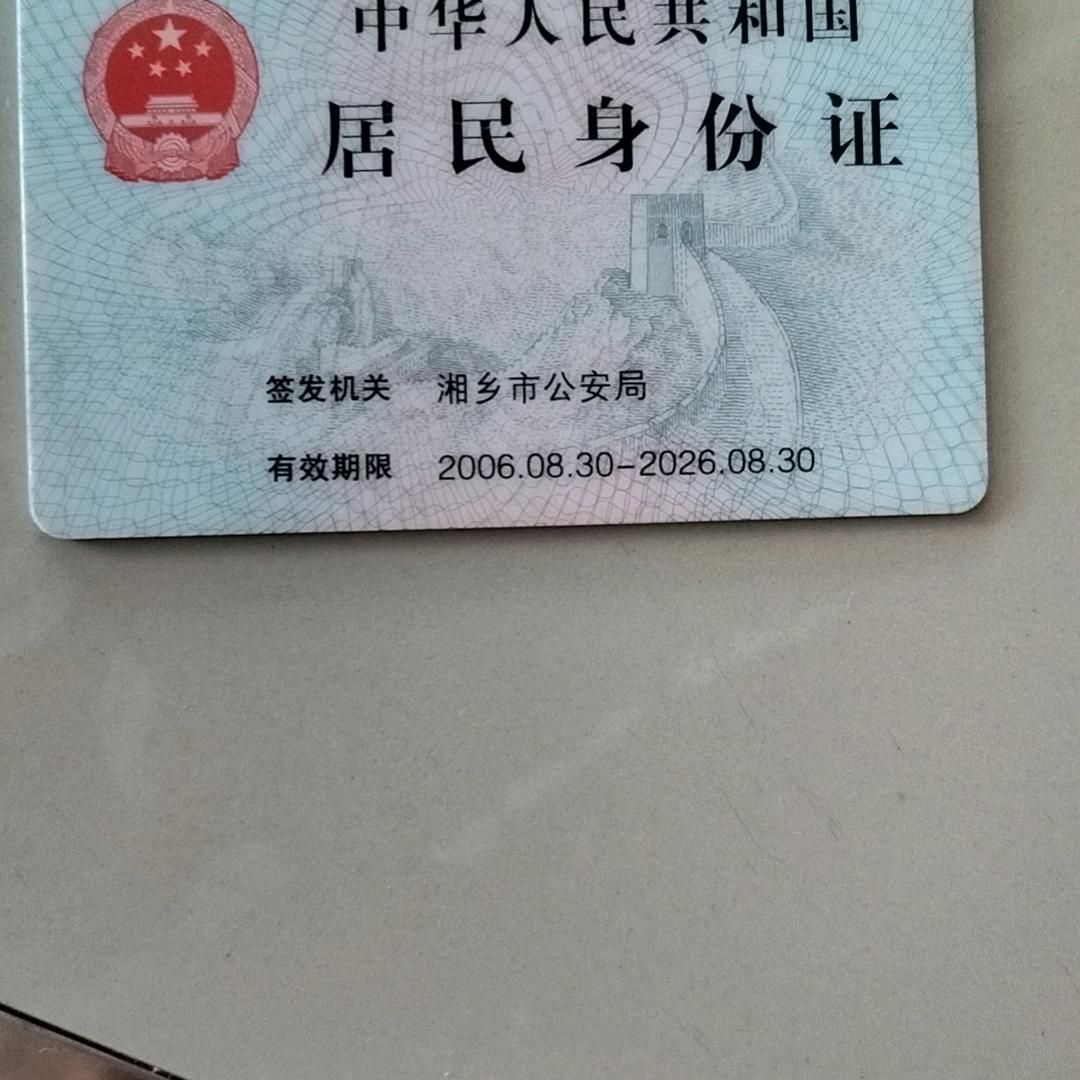 中华人民共和国
居民身份证
签发机关 湘乡市公安局
有效期限 2006.08.30-2026.08.30